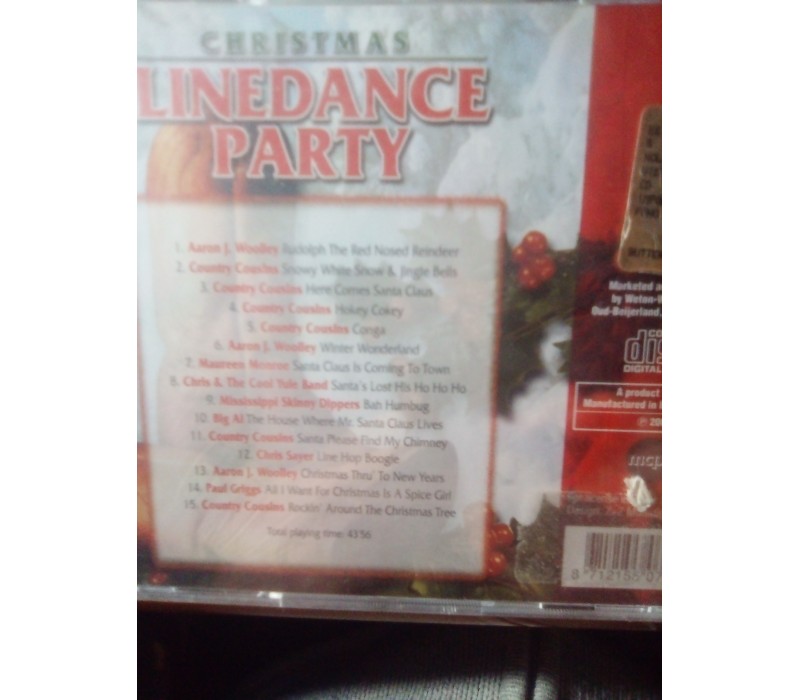 CHRISTMAS
LINEDANCE
PARTY
1. Aaron J. Woolley Rudolph The Red Nosed Reindeer
2. Country Cousins Snowy White Snow & Jingle Bells
3. Country Cousins Here Comes Santa Claus
4. Country Cousins Hokey Cokey
5. Country Cousins Conga
6. Aaron J. Woolley Winter Wonderland
7. Maureen Monroe Santa Claus Is Coming To Town
8. Chris & The Cool Yule Band Santa's Lost His Ho Ho Ho
9. Mississippi Skinny Dippers Bah Humbug
10. Big Al The House Where Mr. Santa Claus Lives
11. Country Cousins Santa Please Find My Chimney
12. Chris Sayer Line Hop Boogie
13. Aaron J. Woolley Christmas Thru' To New Years
14. Paul Griggs All I Want For Christmas Is A Spice Girl
15. Country Cousins Rockin' Around The Christmas Tree
Total playing time: 43'56
Marketed
by
Oud-Beijerland,
DIGITAL
A product
Manufactured in
mcp
8 712155 07